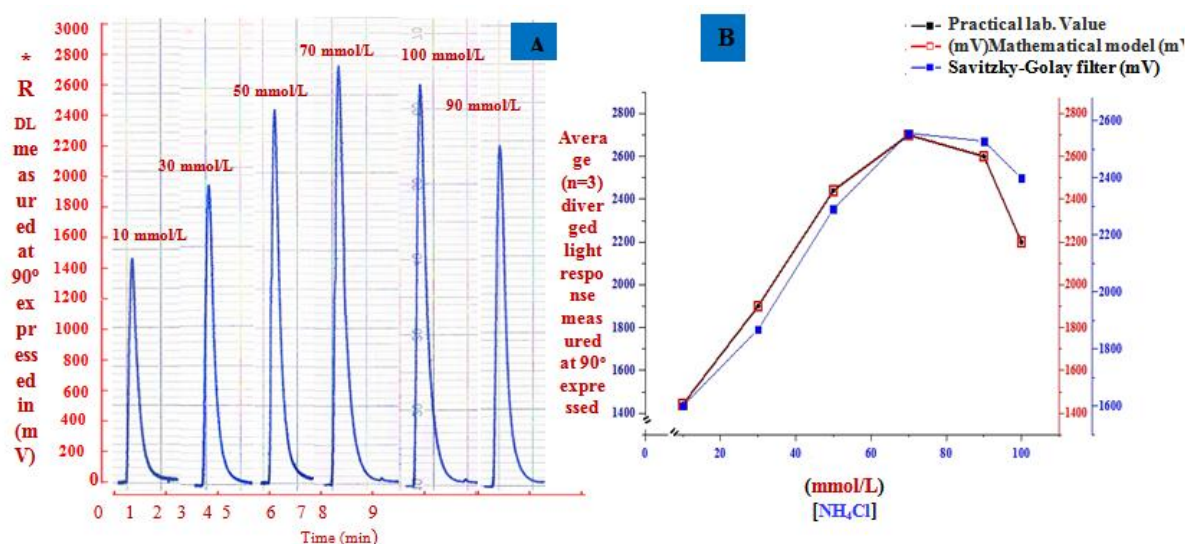 A
* R DL me as ur ed at 90° ex pr ess ed in (m V)
3000
2800
2600
2400
2200
2000
1800
1600
1400
1200
1000
800
600
400
200
0
10 mmol/L
30 mmol/L
50 mmol/L
70 mmol/L
100 mmol/L
90 mmol/L
0 1 2 3 4 5 6 7 8 9
Time (min)
B
Practical lab. Value
(mV)Mathematical model (mV
Savitzky-Golay filter (mV)
Avera
ge
(n=3)
diver
ged
light
respo
nse
meas
ured
at 90°
expre
ssed
2800
2600
2400
2200
2000
1800
1600
1400
2800
2600
2400
2200
2000
1800
1600
1400
2600
2400
2200
2000
1800
1600
0 20 40 60 80 100
(mmol/L)
[NH₄Cl]